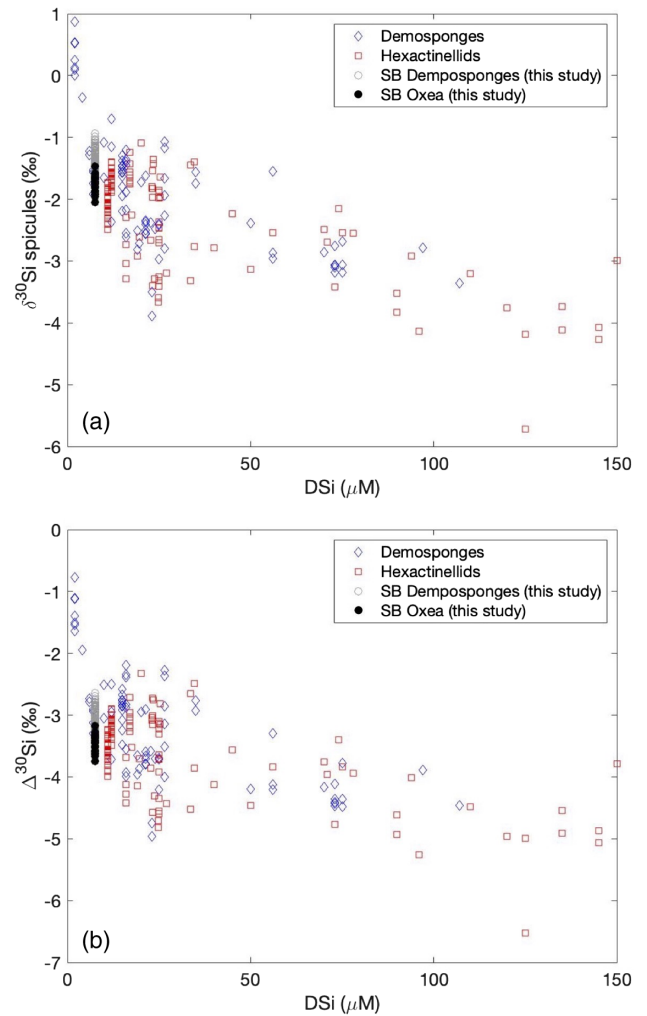 1
0
-1
-2
-3
-4
-5
-6
δ³⁰Si spicules (‰)
Demosponges
Hexactinellids
SB Demposponges (this study)
SB Oxea (this study)
(a)
0 50 100 150
DSi (μM)
0
-1
-2
-3
-4
-5
-6
-7
Δ³⁰Si (‰)
Demosponges
Hexactinellids
SB Demposponges (this study)
SB Oxea (this study)
(b)
0 50 100 150
DSi (μM)